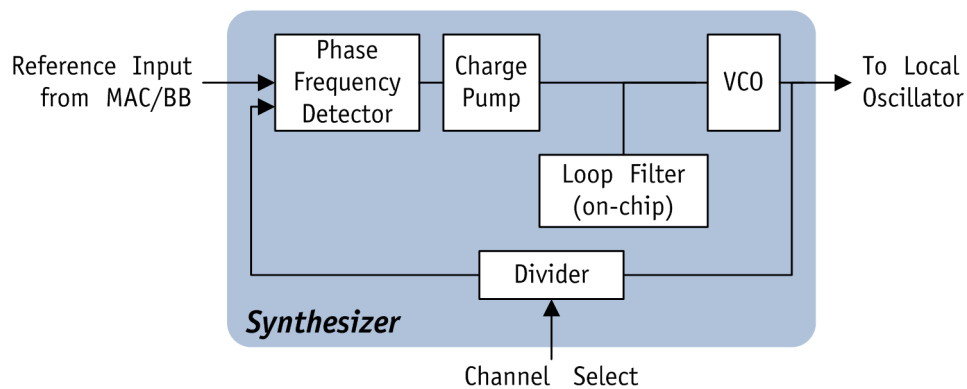 Reference Input
from MAC/BB
Phase
Frequency
Detector
Charge
Pump
VCO
To Local
Oscillator
Loop Filter
(on-chip)
Divider
Synthesizer
Channel Select